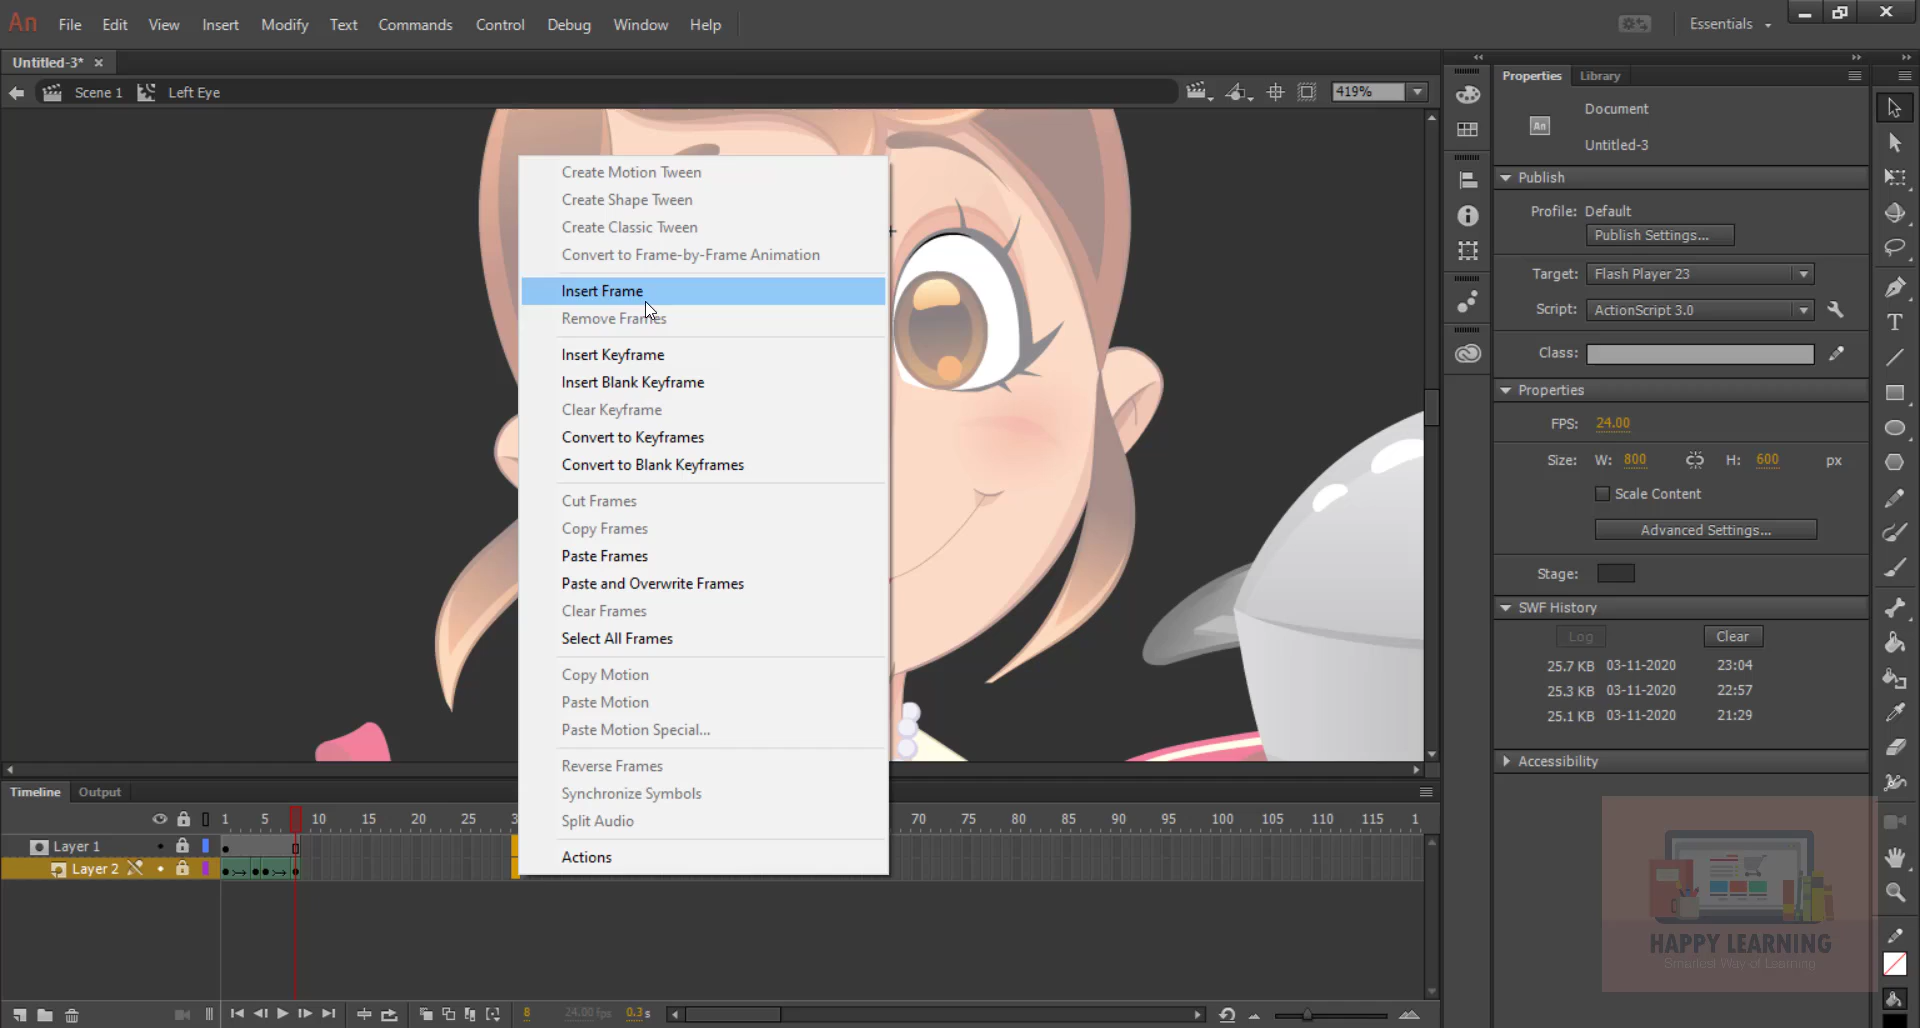 An File Edit View Insert Modify Text Commands Control Debug Window Help Essentials
Untitled-3* ×
Scene 1 Left Eye 419%
Properties Library
Document
An
Untitled-3
Publish
Profile: Default
Publish Settings...
Target: Flash Player 23
Script: ActionScript 3.0
Class:
Properties
FPS: 24.00
Size: W: 800 H: 600 px
Scale Content
Advanced Settings...
Stage:
SWF History
Log Clear
25.7 KB 03-11-2020 23:04
25.3 KB 03-11-2020 22:57
25.1 KB 03-11-2020 21:29
Accessibility
Create Motion Tween
Create Shape Tween
Create Classic Tween
Convert to Frame-by-Frame Animation
Insert Frame
Remove Frames
Insert Keyframe
Insert Blank Keyframe
Clear Keyframe
Convert to Keyframes
Convert to Blank Keyframes
Cut Frames
Copy Frames
Paste Frames
Paste and Overwrite Frames
Clear Frames
Select All Frames
Copy Motion
Paste Motion
Paste Motion Special...
Reverse Frames
Synchronize Symbols
Split Audio
Actions
Timeline Output
1 5 10 15 20 25 3 70 75 80 85 90 95 100 105 110 115 1
Layer 1
Layer 2
8 24.00 fps 0.3 s
HAPPY LEARNING
Smartest Way of Learning